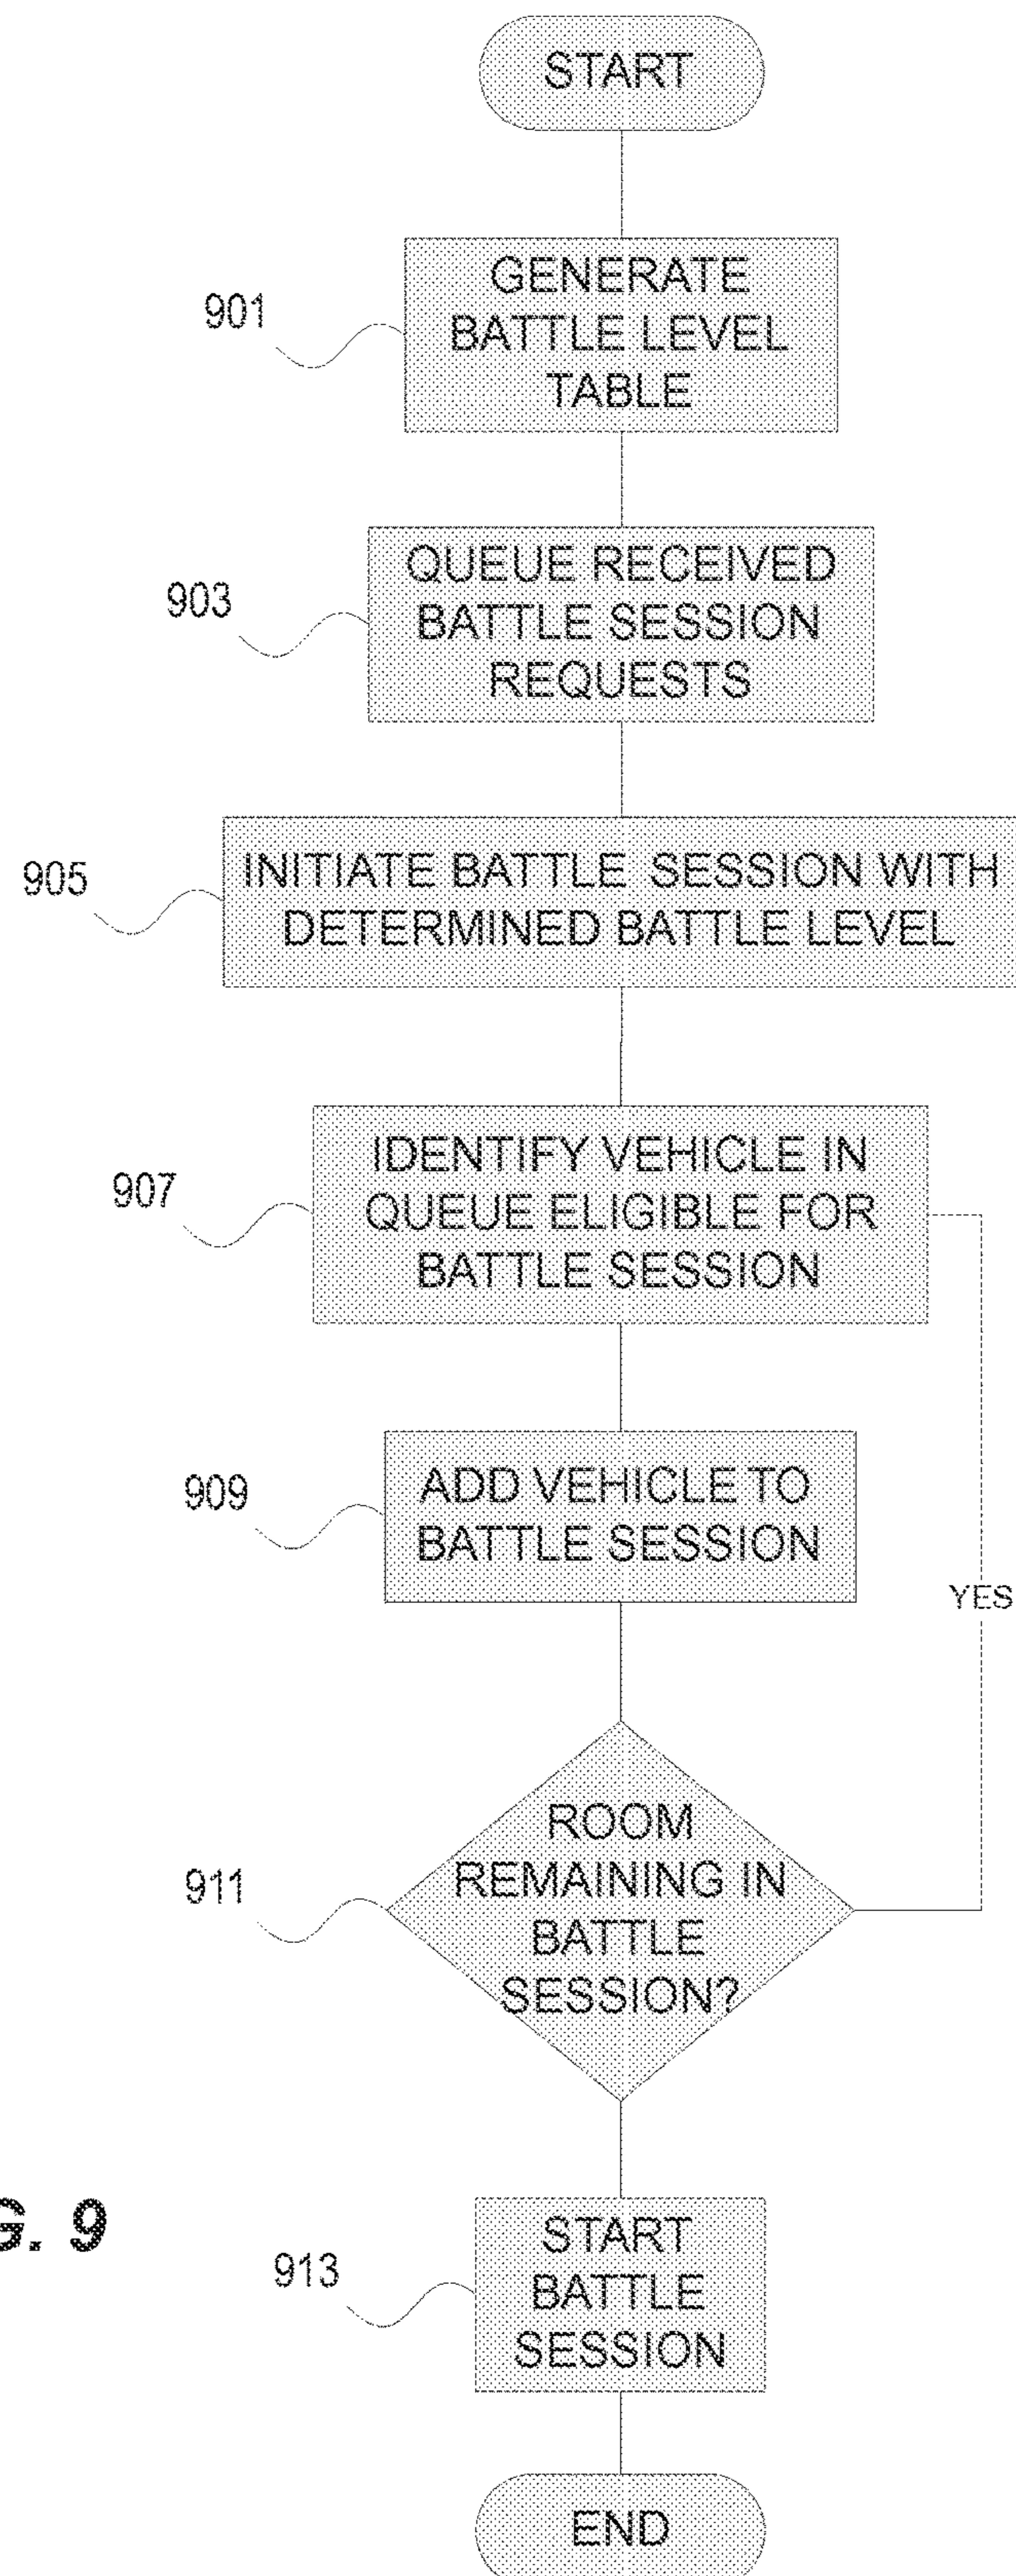 START
901
GENERATE
BATTLE LEVEL
TABLE
903
QUEUE RECEIVED
BATTLE SESSION
REQUESTS
905
INITIATE BATTLE SESSION WITH
DETERMINED BATTLE LEVEL
907
IDENTIFY VEHICLE IN
QUEUE ELIGIBLE FOR
BATTLE SESSION
909
ADD VEHICLE TO
BATTLE SESSION
YES
911
ROOM
REMAINING IN
BATTLE
SESSION?
G. 9
913
START
BATTLE
SESSION
END